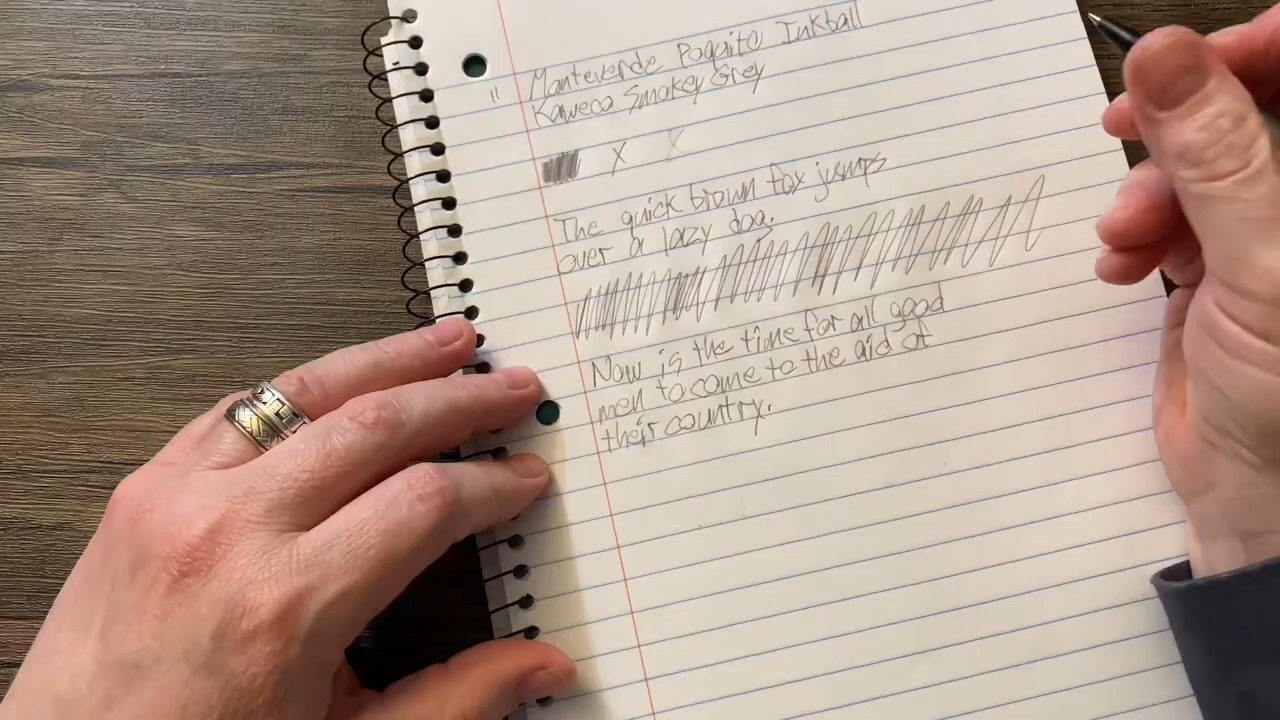 Monteverde Poquito Inkball
" Kaweco Smokey Grey
X X
The quick brown fox jumps
over a lazy dog.
Now is the time for all good
men to come to the aid of
their country.